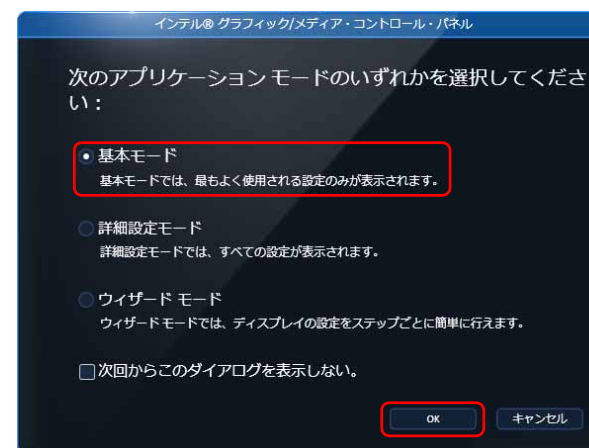 インテル® グラフィック/メディア・コントロール・パネル
次のアプリケーション モードのいずれかを選択してくださ
い：
基本モード
基本モードでは、最もよく使用される設定のみが表示されます。
詳細設定モード
詳細設定モードでは、すべての設定が表示されます。
ウィザード モード
ウィザード モードでは、ディスプレイの設定をステップごとに簡単に行えます。
次回からこのダイアログを表示しない。
OK
キャンセル